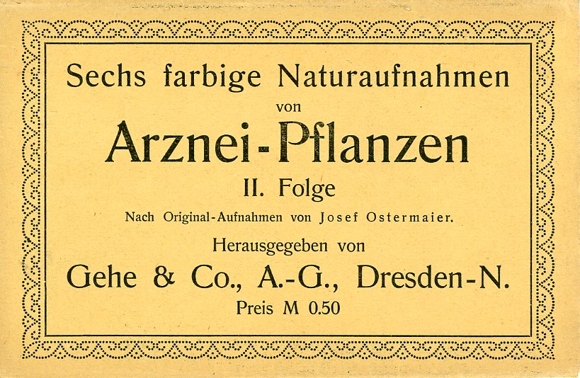 Sechs farbige Naturaufnahmen
von
Arznei-Pflanzen
II. Folge
Nach Original-Aufnahmen von Josef Ostermaier.
Herausgegeben von
Gehe & Co., A.-G., Dresden-N.
Preis M 0.50